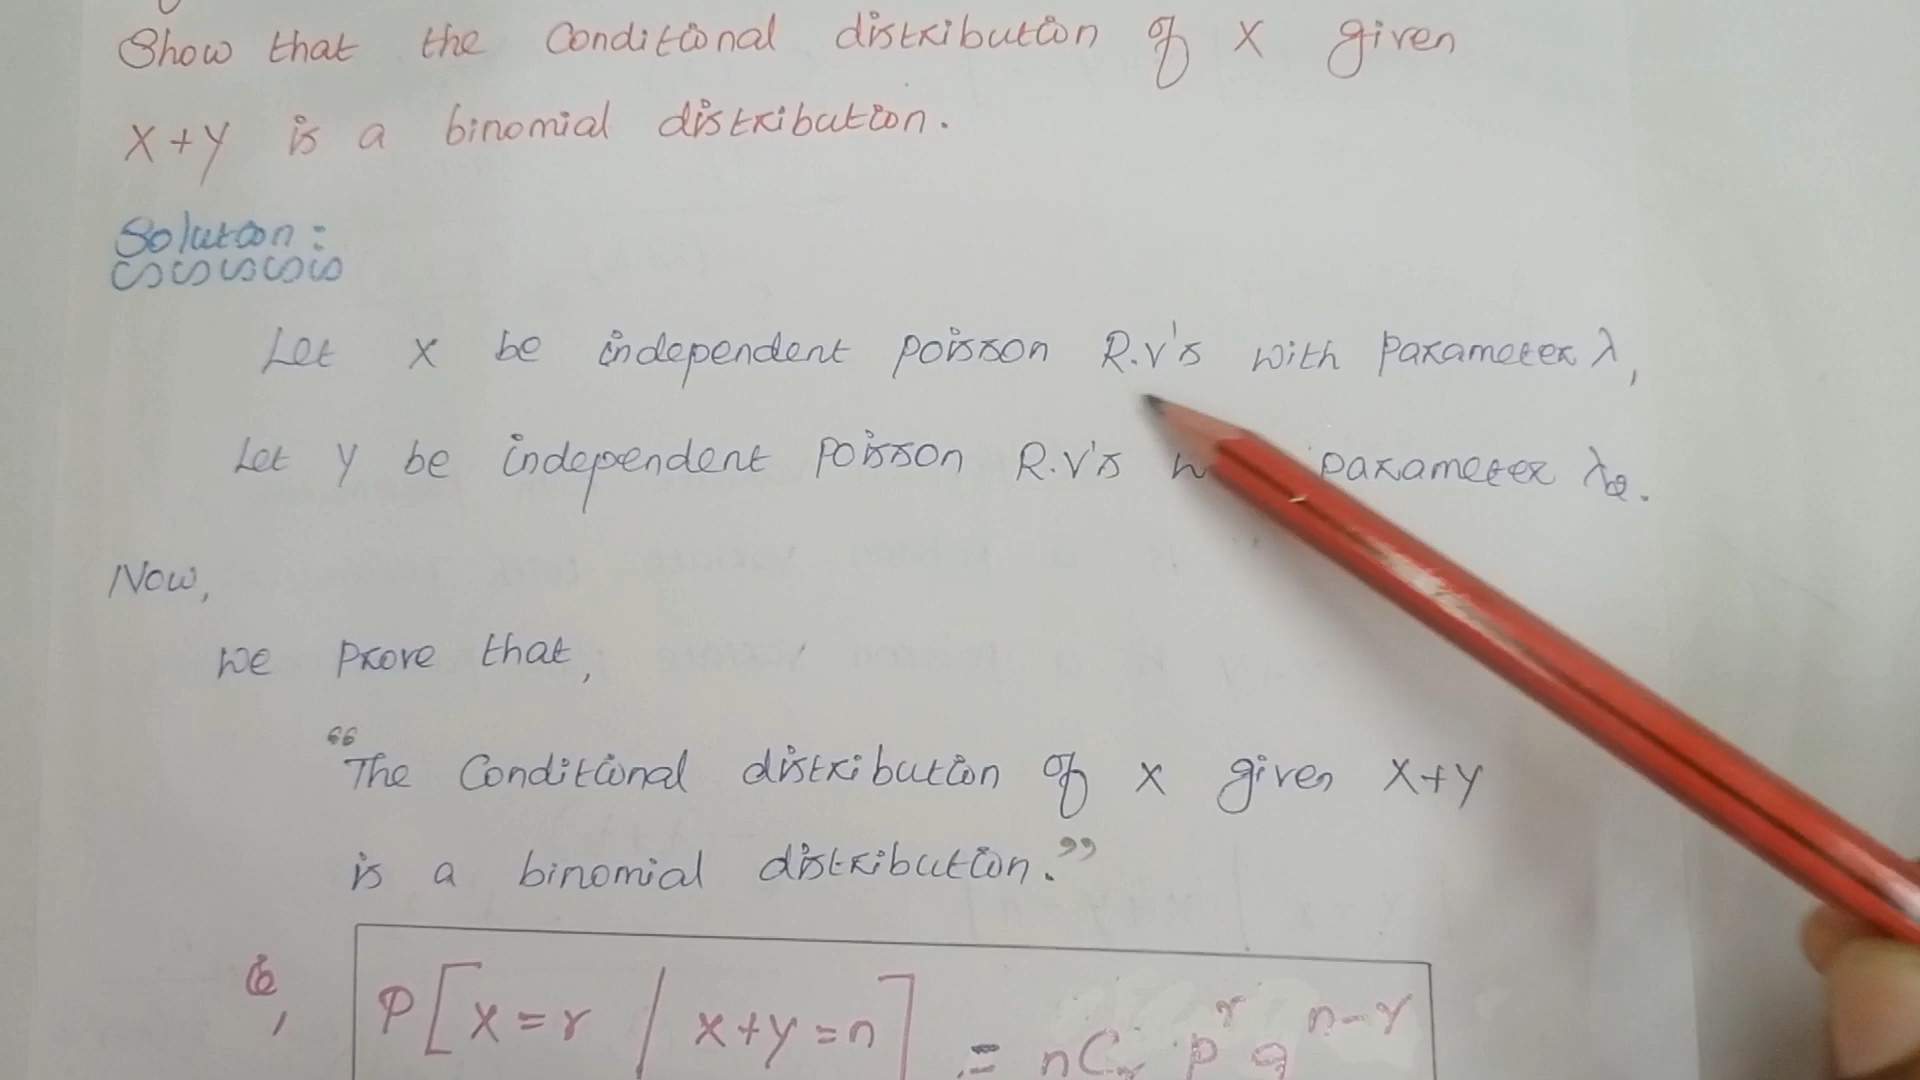 Show that the Conditional distribution of X given
X+Y is a binomial distribution.
Solution:
Let X be independent poisson R.V's with parameter λ,
Let Y be independent poisson R.V's parameter λ2.
Now,
we prove that,
"The Conditional distribution of X given X+Y
is a binomial distribution."
P[X=r / X+Y=n] = nCr p^r q^n-r